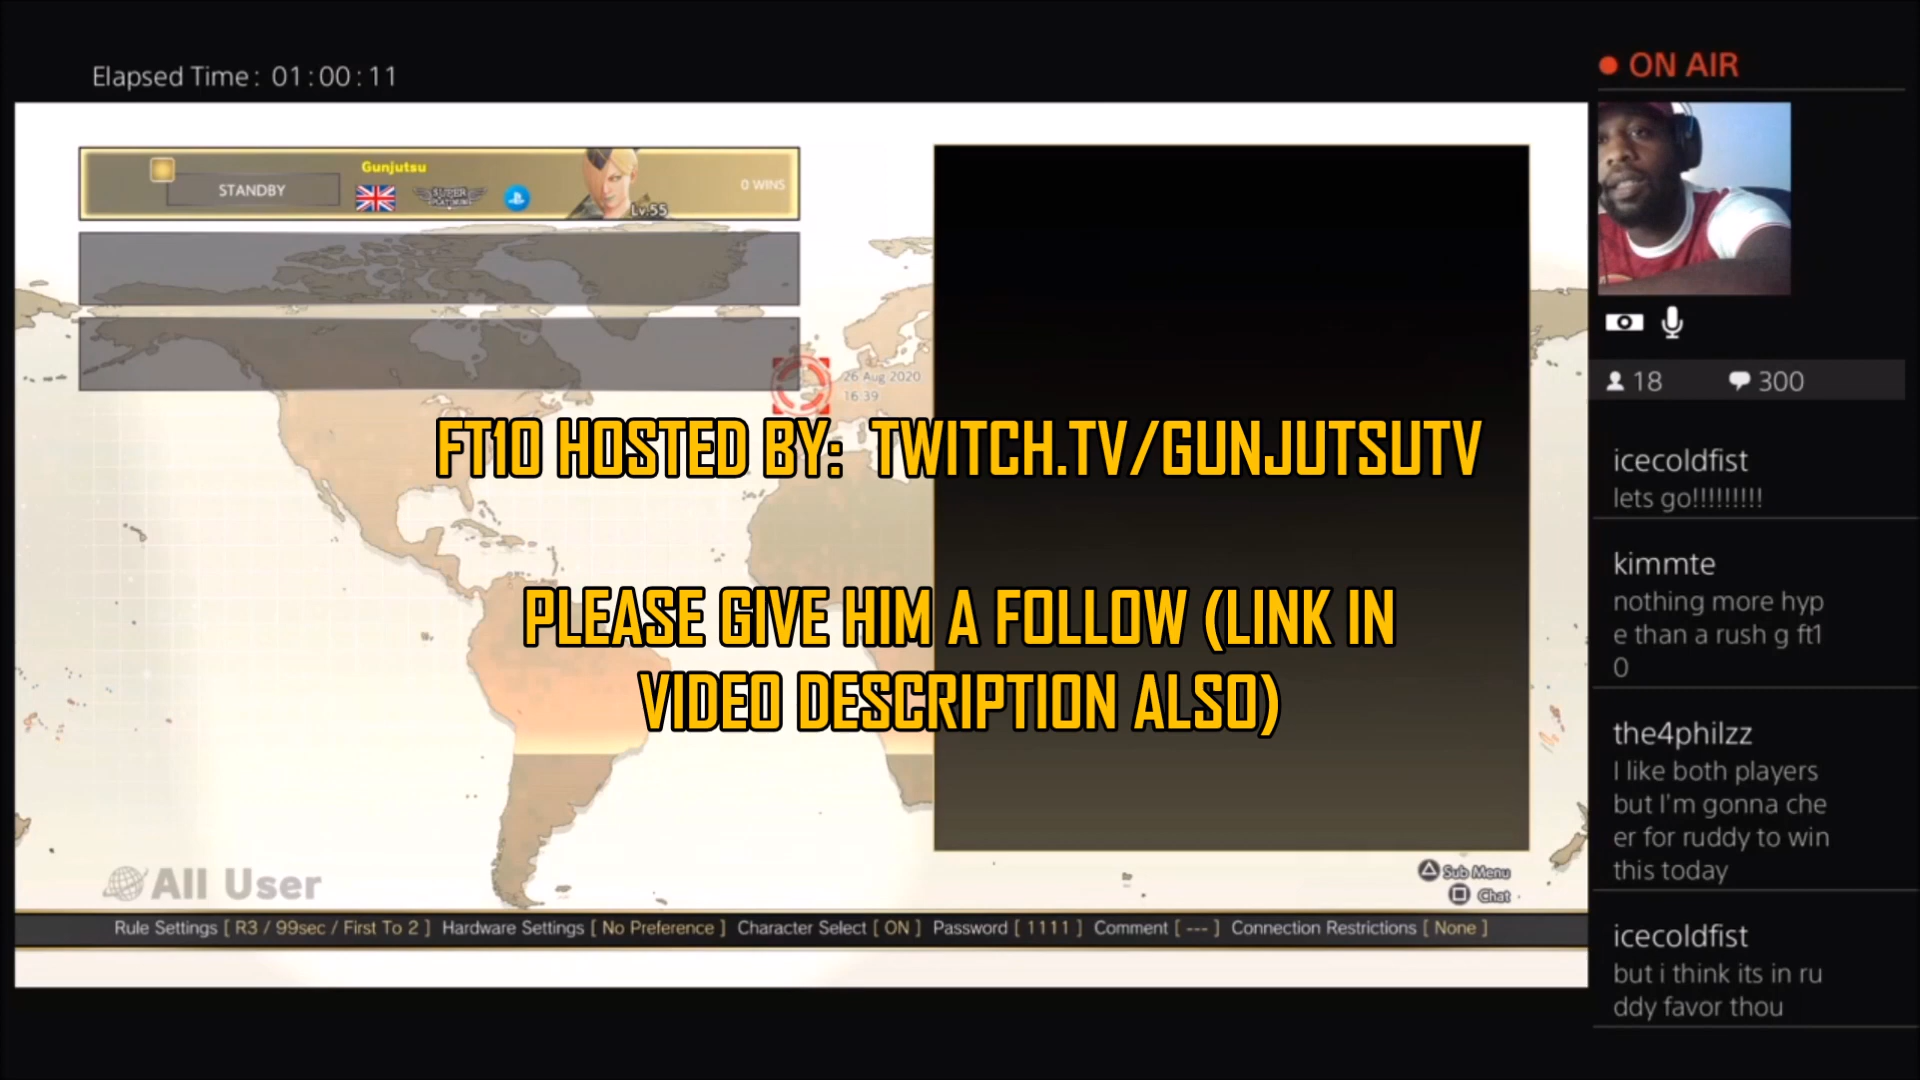 Elapsed Time: 01:00:11
ON AIR
Gunjutsu
STANDBY
SUPER
PLATINUM
0 WINS
Lv.55
26 Aug 2020
16:39
18
300
FT10 HOSTED BY: TWITCH.TV/GUNJUTSUTV
PLEASE GIVE HIM A FOLLOW (LINK IN
VIDEO DESCRIPTION ALSO)
icecoldfist
lets go!!!!!!!!!
kimmte
nothing more hyp
e than a rush g ft1
0
the4philzz
I like both players
but I'm gonna che
er for ruddy to win
this today
icecoldfist
but i think its in ru
ddy favor thou
All User
Sub Menu
Chat
Rule Settings [ R3 / 99sec / First To 2 ] Hardware Settings [ No Preference ] Character Select [ ON ] Password [ 1111 ] Comment [ --- ] Connection Restrictions [ None ]